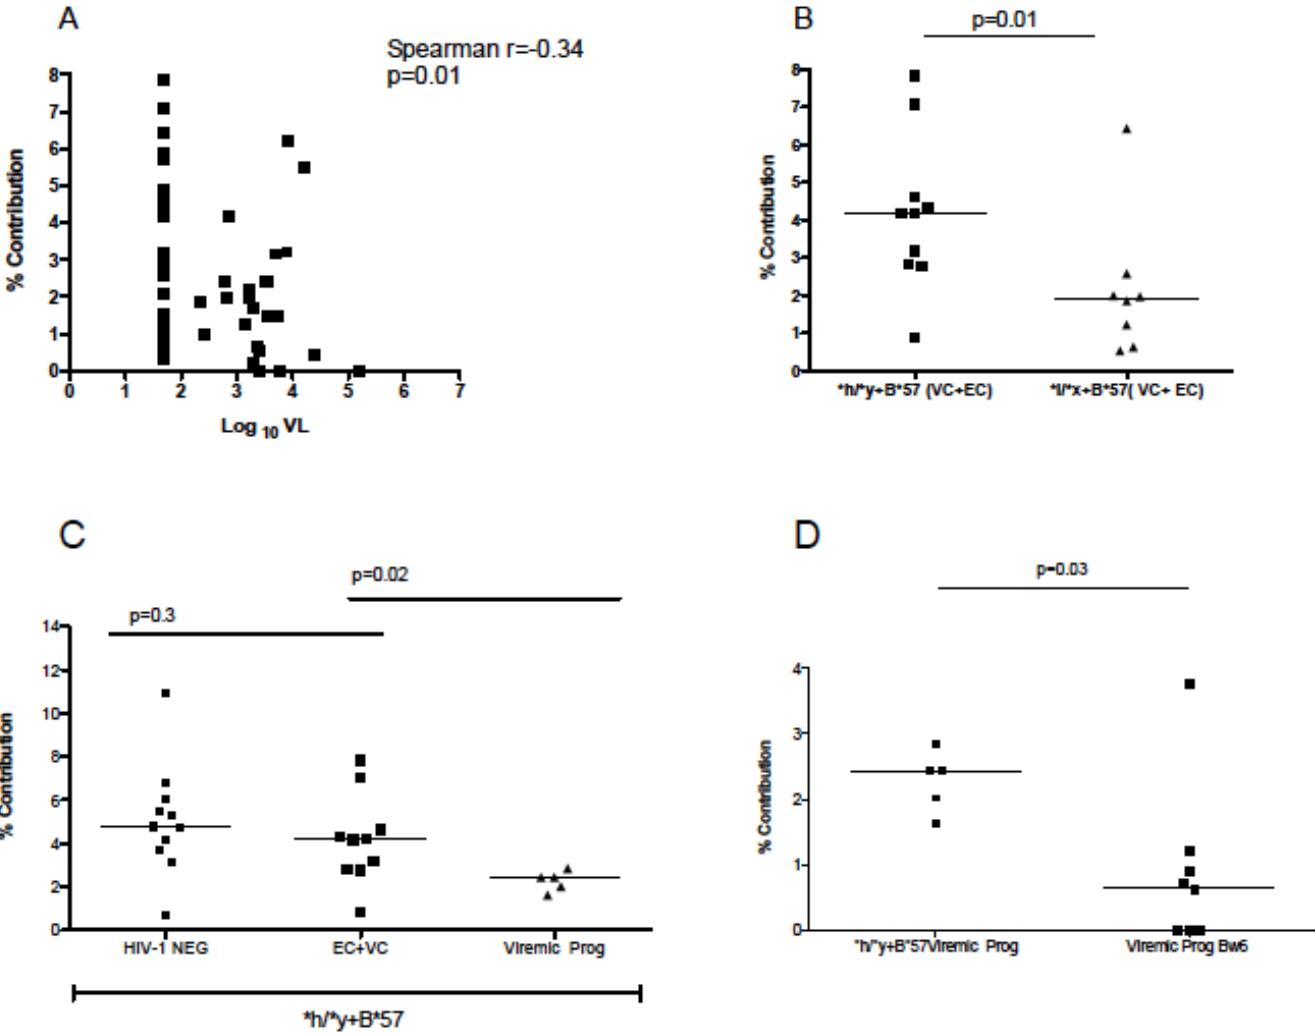 A
Spearman r=-0.34
p=0.01
% Contribution
8
7
6
5
4
3
2
1
0
0 1 2 3 4 5 6 7
Log 10 VL
B
p=0.01
% Contribution
8
7
6
5
4
3
2
1
0
*h/*y+B*57 (VC+EC) *l/*x+B*57( VC+ EC)
C
p=0.02
p=0.3
% Contribution
14
12
10
8
6
4
2
0
HIV-1 NEG EC+VC Viremic Prog
*h/*y+B*57
D
p=0.03
% Contribution
4
3
2
1
0
*h/*y+B*57Viremic Prog Viremic Prog Bw6